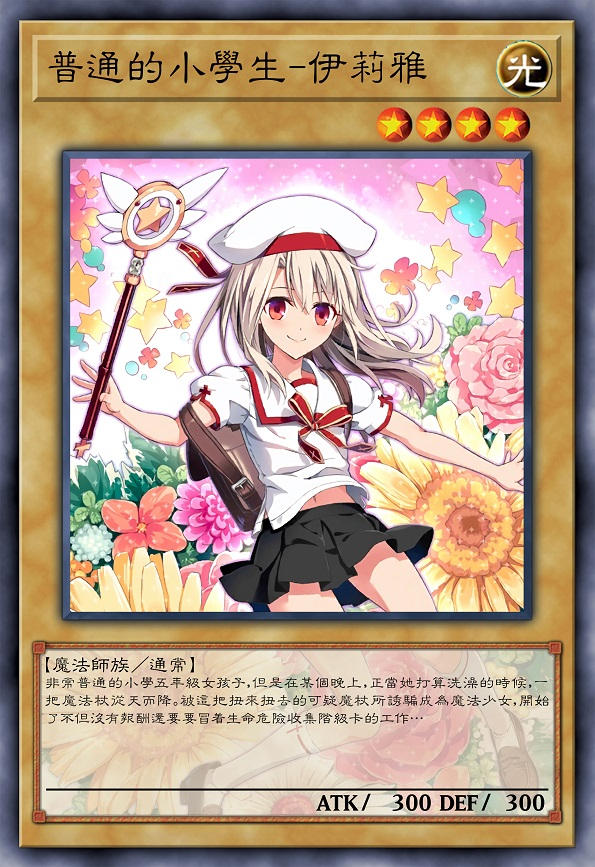 普通的小學生-伊莉雅
光
【魔法師族／通常】
非常普通的小學五年級女孩子，但是在某個晚上，正當她打算洗澡的時候，一
把魔法杖從天而降。被這把扭來扭去的可疑魔杖所誘騙成為魔法少女，開始
了不但沒有報酬還要要冒着生命危險收集階級卡的工作…
ATK/ 300 DEF/ 300